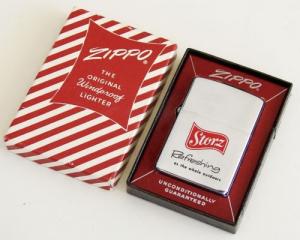 ZIPPO
THE
ORIGINAL
Windproof
LIGHTER
ZIPPO
Storz
Refreshing
as the whole outdoors
UNCONDITIONALLY
GUARANTEED